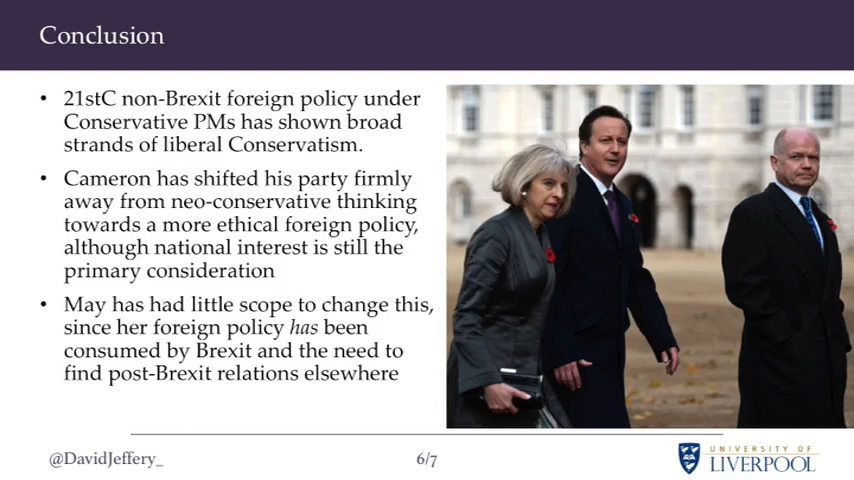 Conclusion
• 21stC non-Brexit foreign policy under
Conservative PMs has shown broad
strands of liberal Conservatism.
• Cameron has shifted his party firmly
away from neo-conservative thinking
towards a more ethical foreign policy,
although national interest is still the
primary consideration
• May has had little scope to change this,
since her foreign policy has been
consumed by Brexit and the need to
find post-Brexit relations elsewhere
@DavidJeffery_
6/7
UNIVERSITY OF
LIVERPOOL